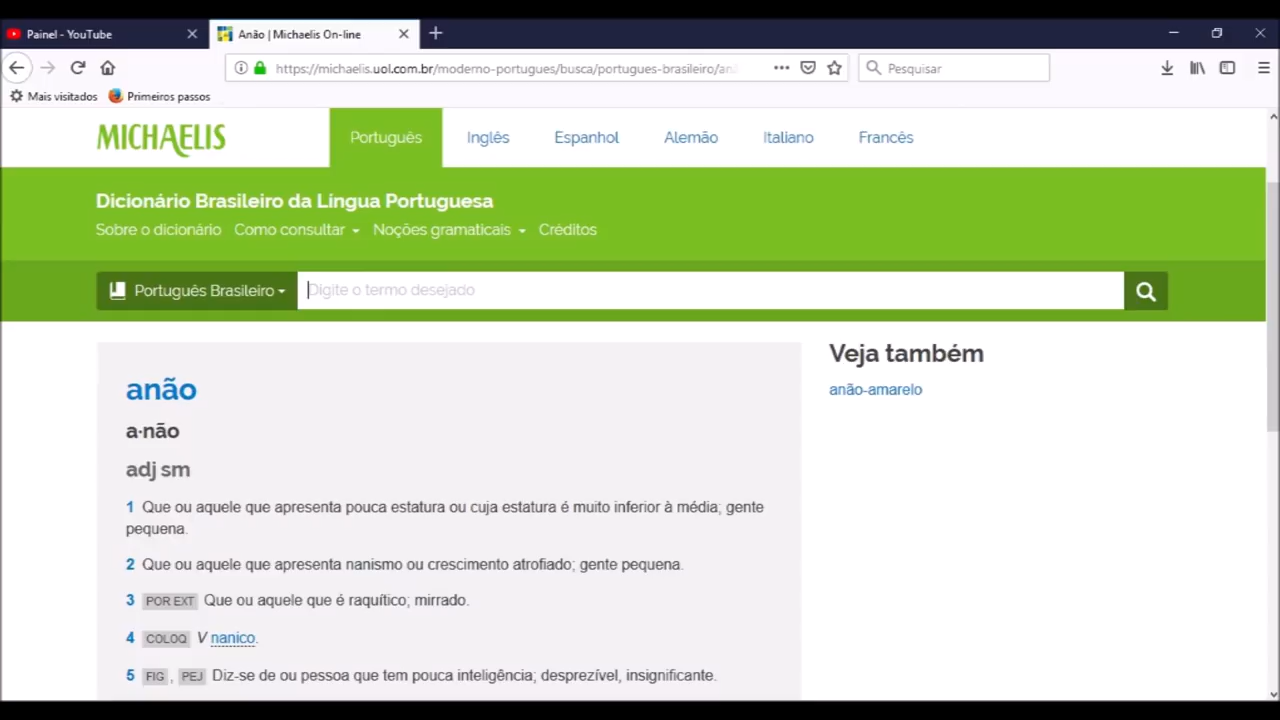 Painel - YouTube
Anão | Michaelis On-line
https://michaelis.uol.com.br/moderno-portugues/busca/portugues-brasileiro/an
Pesquisar
Mais visitados
Primeiros passos
MICHAELIS
Português
Inglês
Espanhol
Alemão
Italiano
Francês
Dicionário Brasileiro da Língua Portuguesa
Sobre o dicionário
Como consultar
Noções gramaticais
Créditos
Português Brasileiro
Digite o termo desejado
anão
a·não
adj sm
1 Que ou aquele que apresenta pouca estatura ou cuja estatura é muito inferior à média; gente
pequena.
2 Que ou aquele que apresenta nanismo ou crescimento atrofiado; gente pequena.
3 POR EXT Que ou aquele que é raquítico; mirrado.
4 COLOQ V nanico.
5 FIG , PEJ Diz-se de ou pessoa que tem pouca inteligência; desprezível, insignificante.
Veja também
anão-amarelo